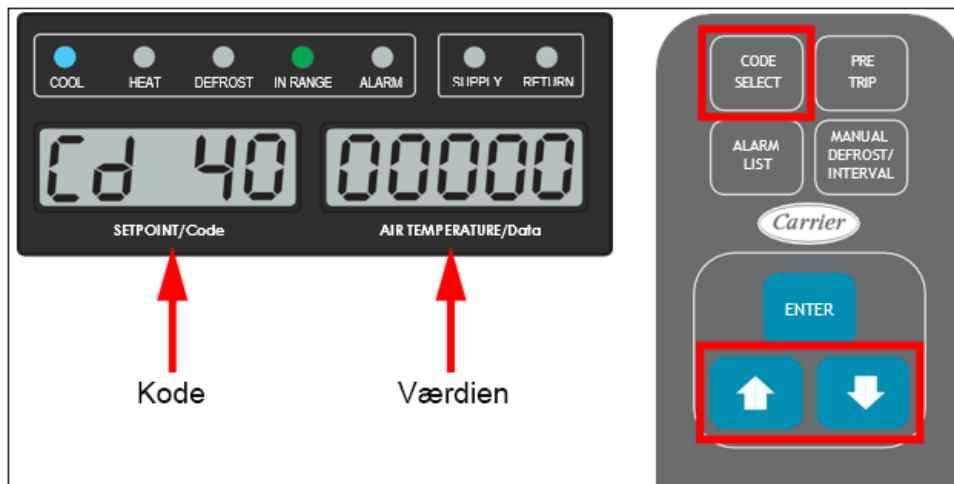 COOL HEAT DEFROST IN RANGE ALARM SUPPLY RETURN
Cd 40 00000
SETPOINT/Code AIR TEMPERATURE/Data
Kode Værdien
CODE
SELECT
PRE
TRIP
ALARM
LIST
MANUAL
DEFROST/
INTERVAL
Carrier
ENTER